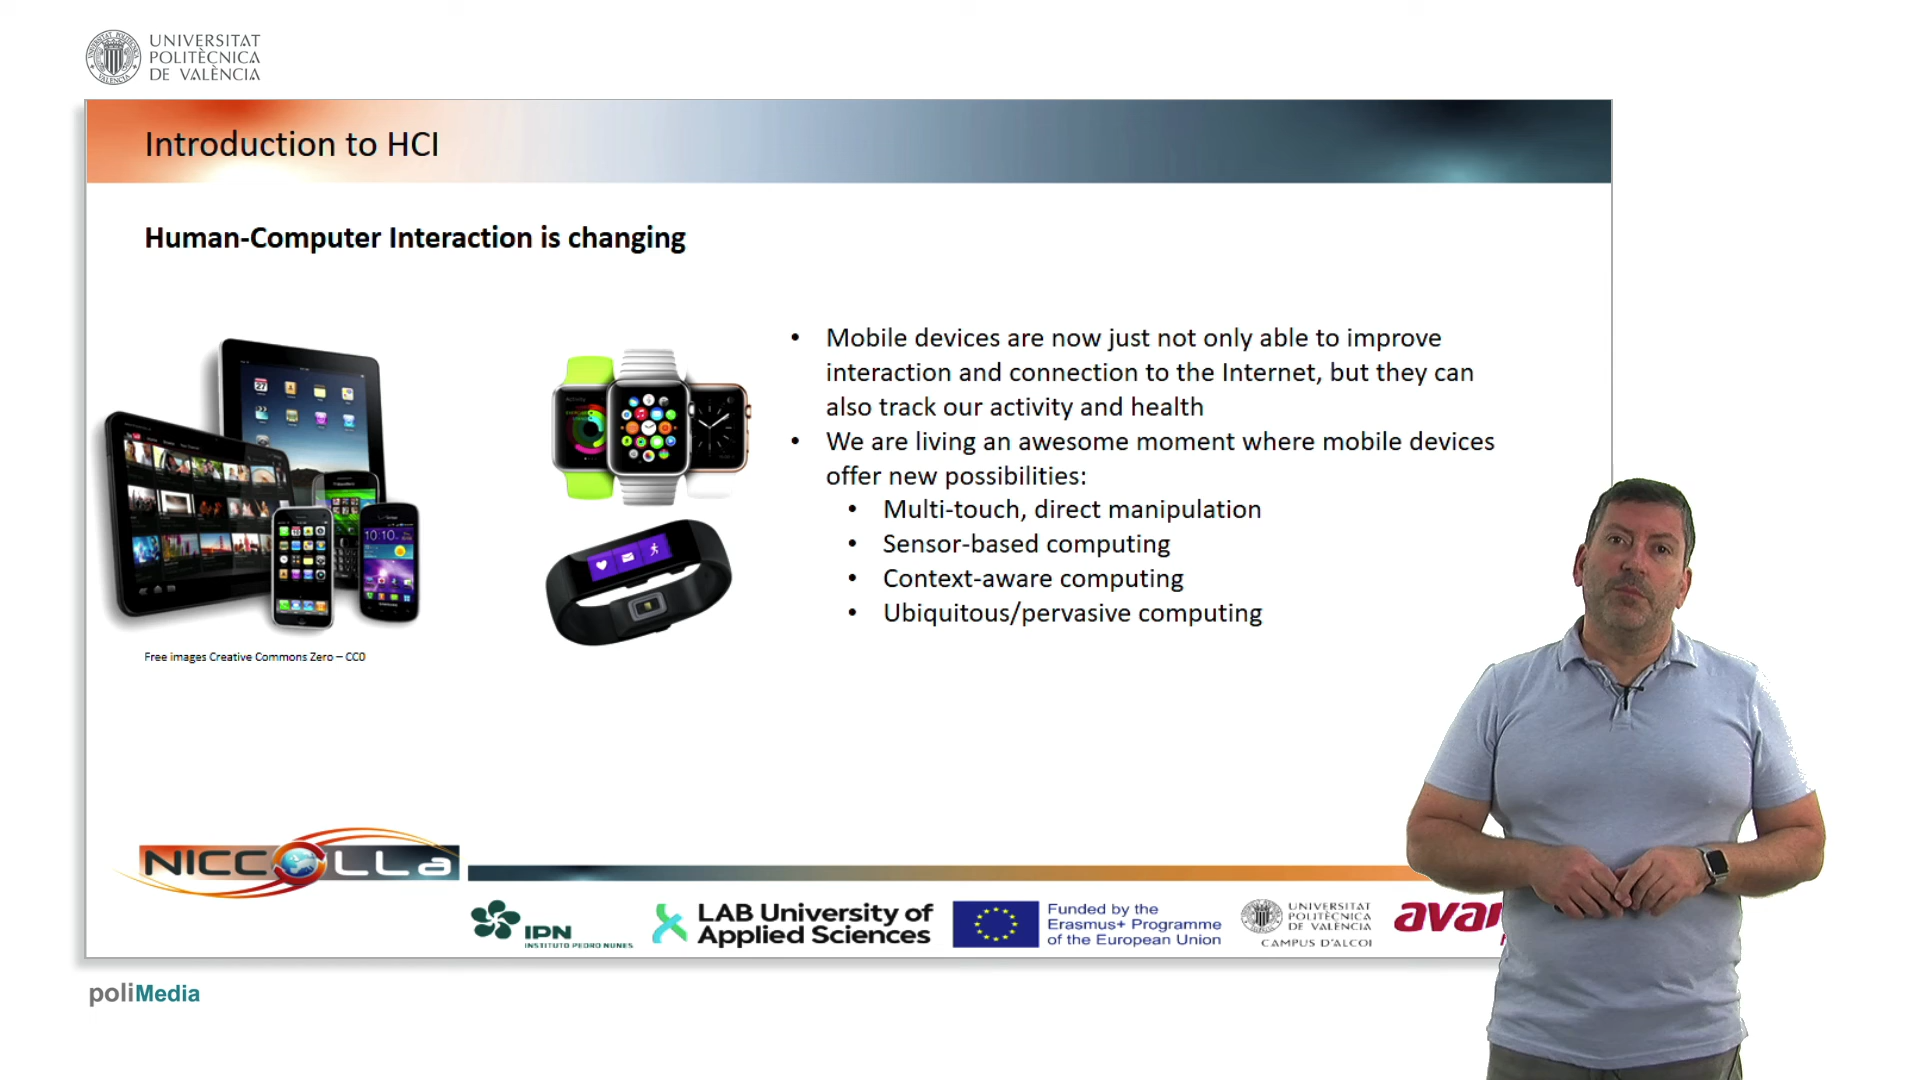 UNIVERSITAT
POLITÈCNICA
DE VALÈNCIA
Introduction to HCI
Human-Computer Interaction is changing
• Mobile devices are now just not only able to improve
interaction and connection to the Internet, but they can
also track our activity and health
• We are living an awesome moment where mobile devices
offer new possibilities:
• Multi-touch, direct manipulation
• Sensor-based computing
• Context-aware computing
• Ubiquitous/pervasive computing
Activity
27
10:10
Free images Creative Commons Zero – CC0
NICCOLLa
IPN
INSTITUTO PEDRO NUNES
LAB University of
Applied Sciences
Funded by the
Erasmus+ Programme
of the European Union
UNIVERSITAT
POLITÈCNICA
DE VALÈNCIA
CAMPUS D'ALCOI
poliMedia